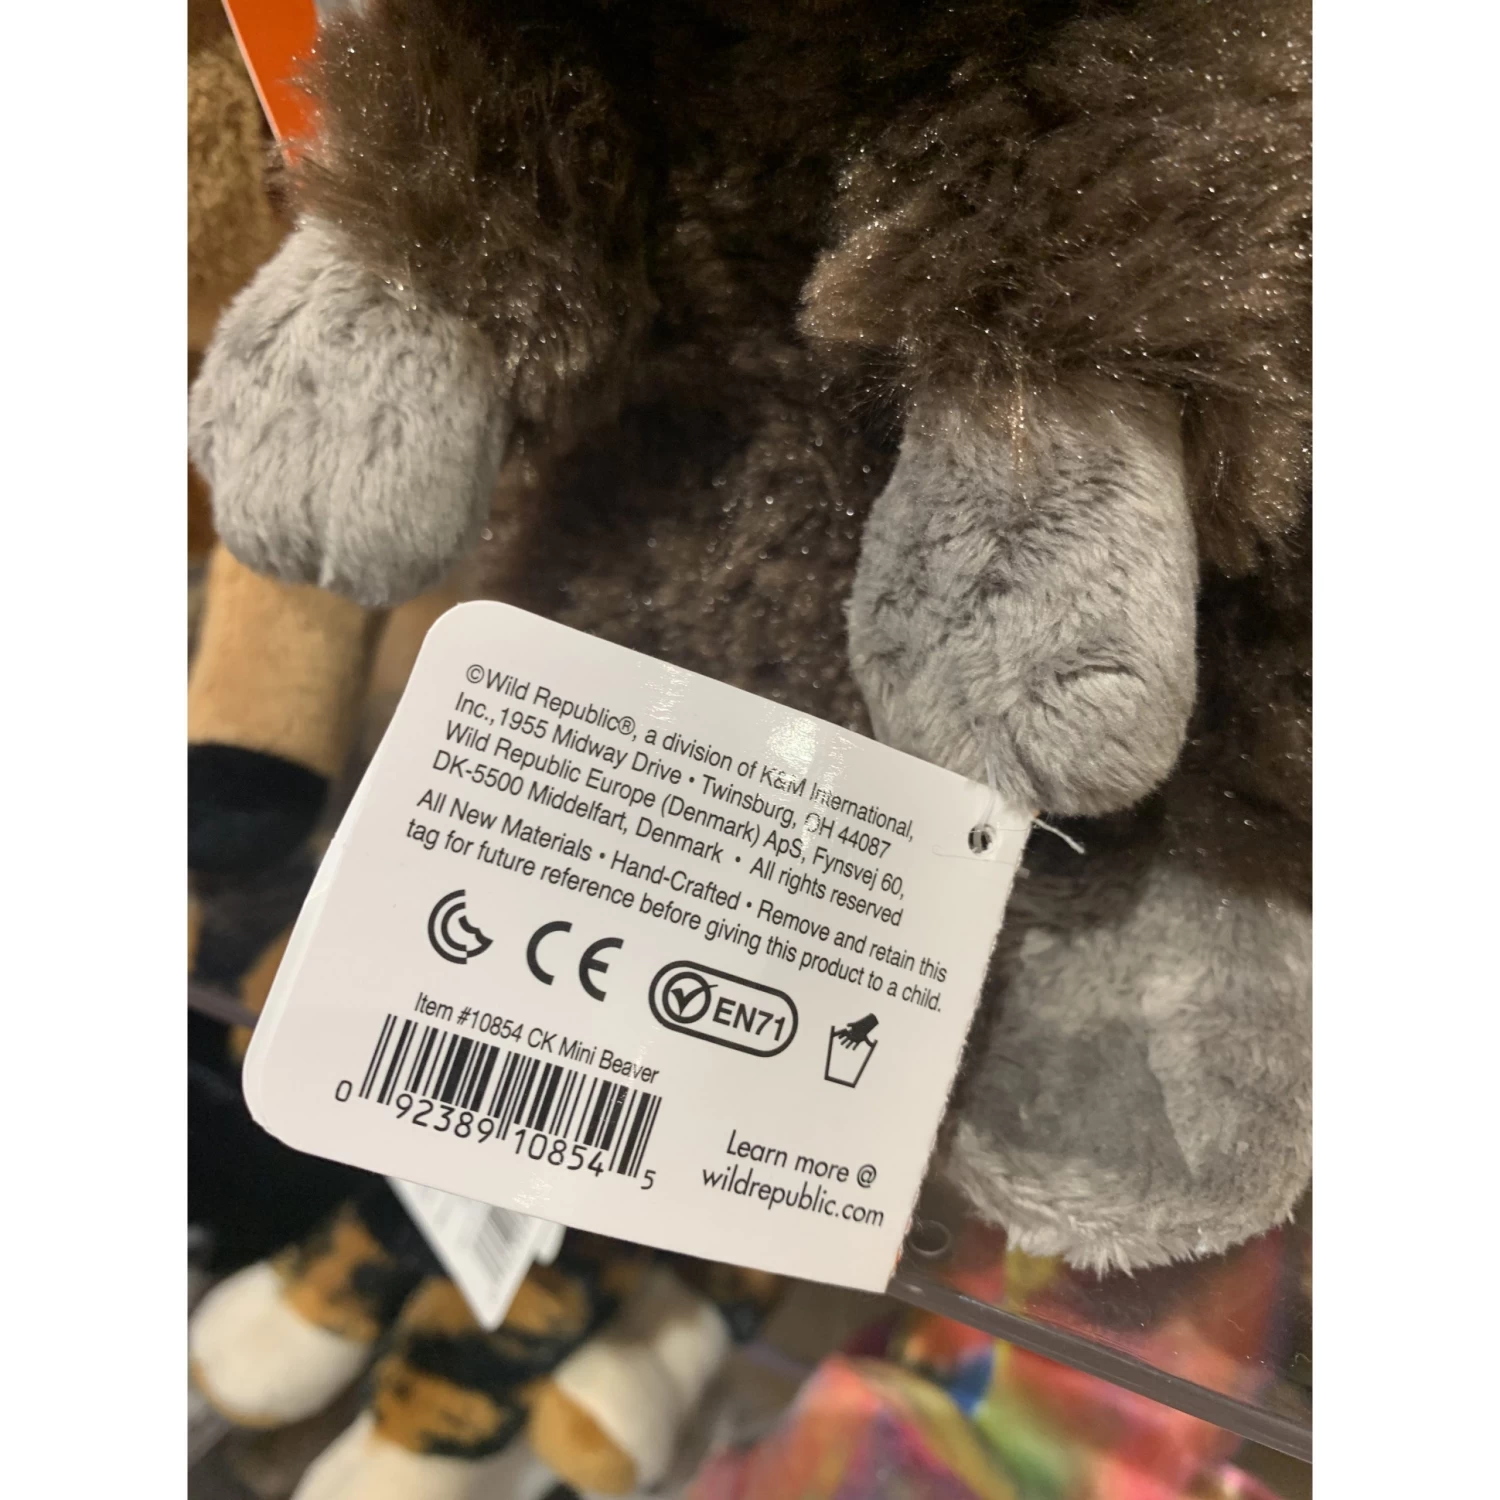 ©Wild Republic®, a division of K&M International,
Inc., 1955 Midway Drive • Twinsburg, OH 44087
Wild Republic Europe (Denmark) ApS, Fynsvej 60,
DK-5500 Middelfart, Denmark • All rights reserved
All New Materials • Hand-Crafted • Remove and retain this
tag for future reference before giving this product to a child.
CE
EN71
Item #10854 CK Mini Beaver
0 92389 10854 5
Learn more @
wildrepublic.com